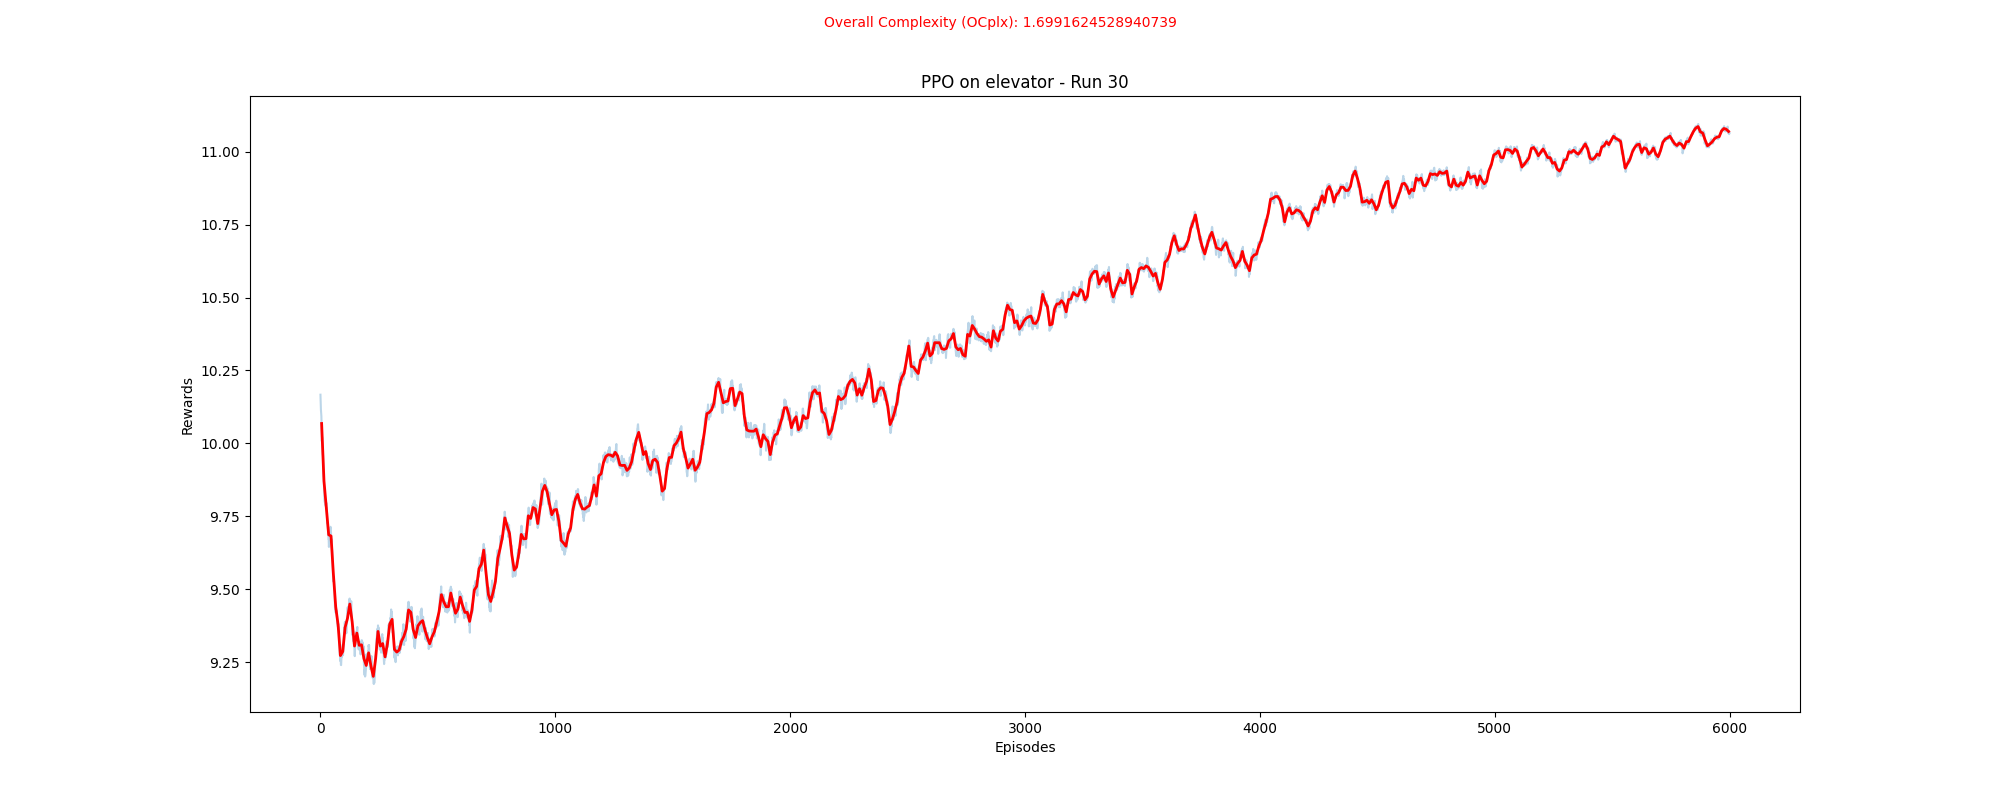 Overall Complexity (OCplx): 1.6991624528940739
PPO on elevator - Run 30
Rewards
11.00
10.75
10.50
10.25
10.00
9.75
9.50
9.25
0 1000 2000 3000 4000 5000 6000
Episodes